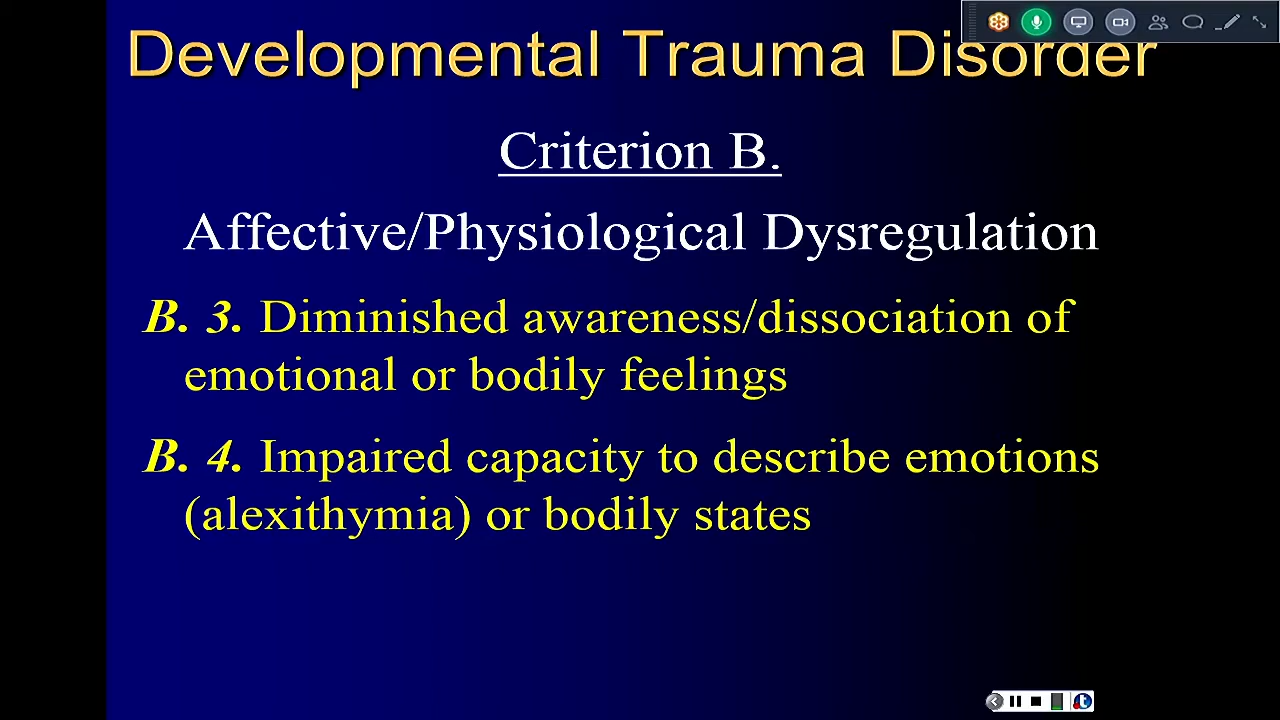 Developmental Trauma Disorder
Criterion B.
Affective/Physiological Dysregulation
B. 3. Diminished awareness/dissociation of
emotional or bodily feelings
B. 4. Impaired capacity to describe emotions
(alexithymia) or bodily states